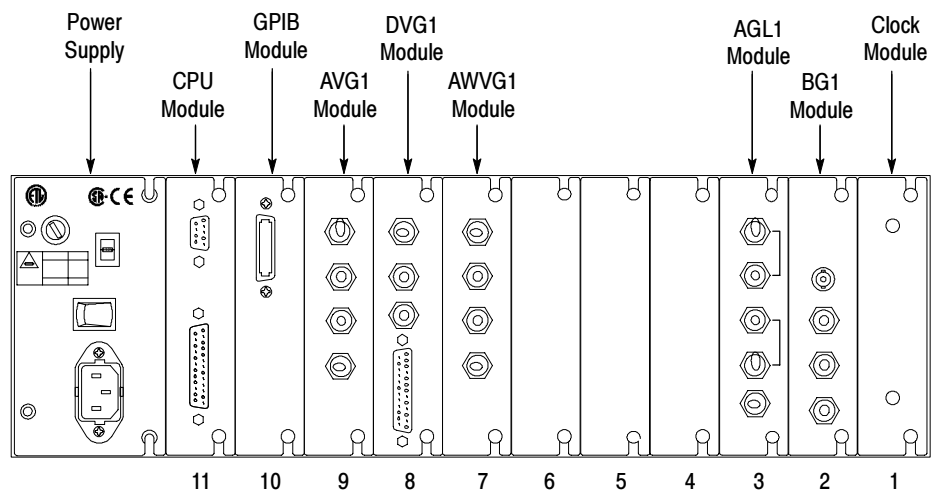 Power
Supply
CPU
Module
GPIB
Module
AVG1
Module
DVG1
Module
AWVG1
Module
AGL1
Module
BG1
Module
Clock
Module
11 10 9 8 7 6 5 4 3 2 1